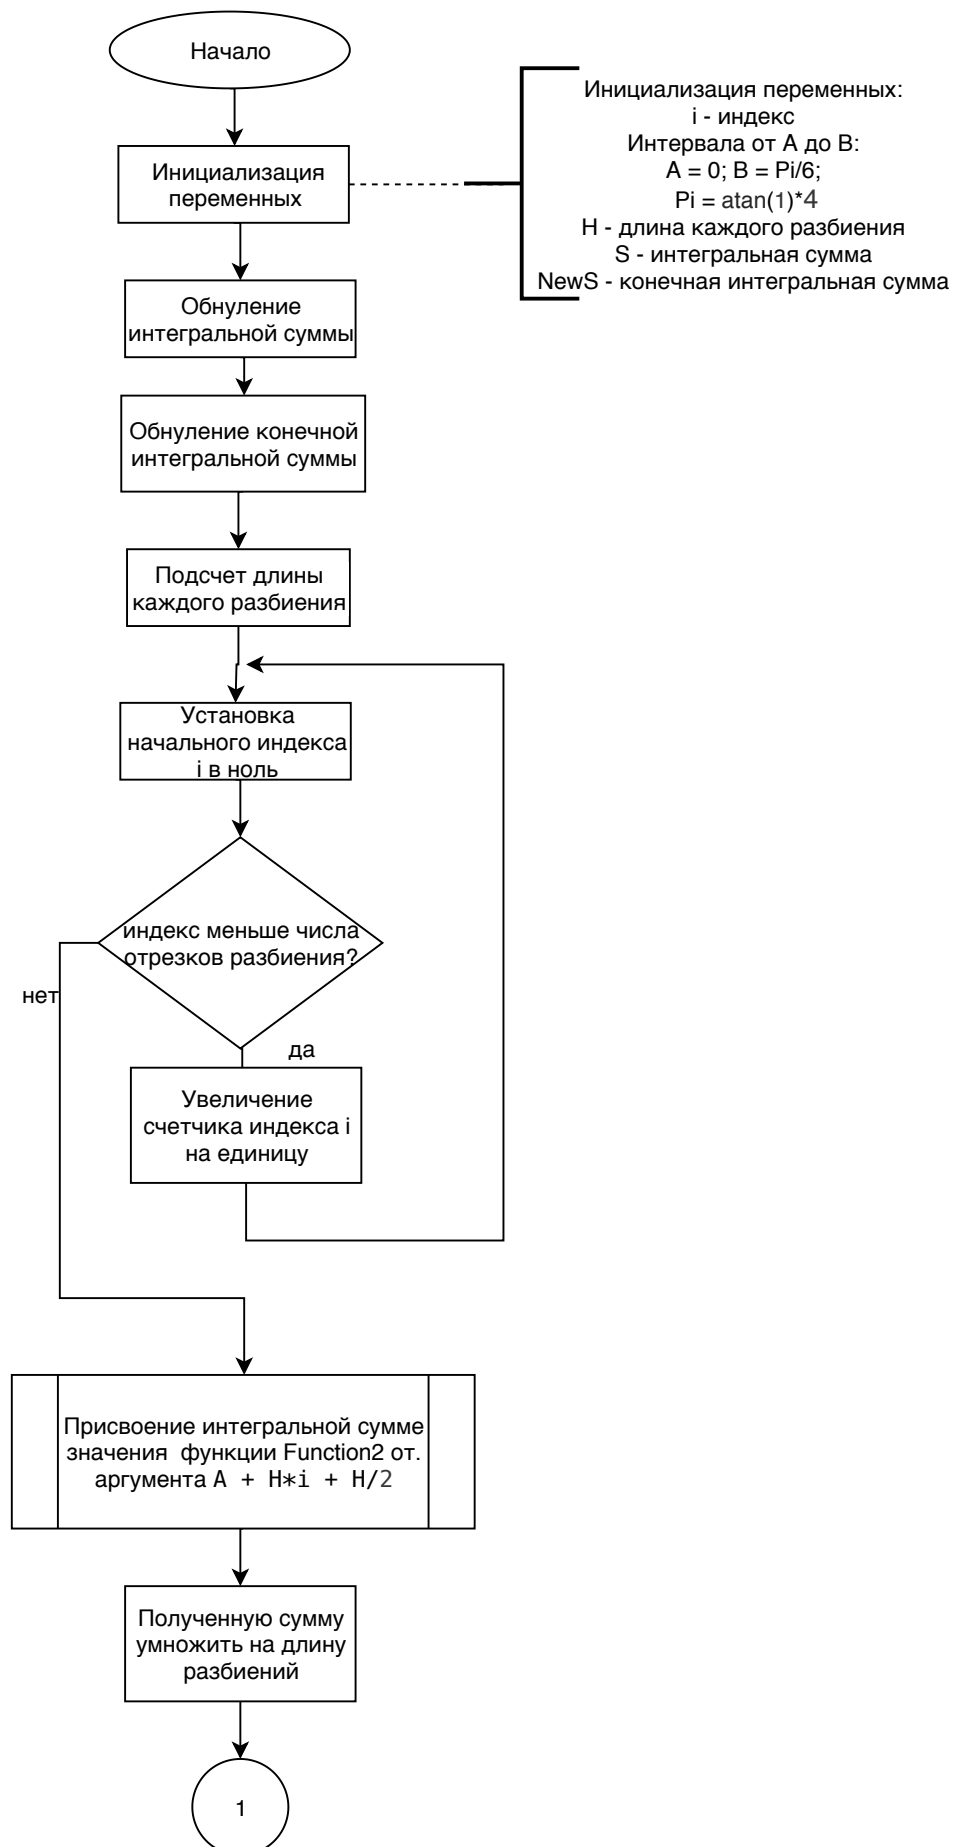 Начало
Инициализация переменных:
i - индекс
Интервала от A до B:
A = 0; B = Pi/6;
Pi = atan(1)*4
H - длина каждого разбиения
S - интегральная сумма
NewS - конечная интегральная сумма
Инициализация
переменных
Обнуление
интегральной суммы
Обнуление конечной
интегральной суммы
Подсчет длины
каждого разбиения
Установка
начального индекса
i в ноль
индекс меньше числа
отрезков разбиения?
нет
да
Увеличение
счетчика индекса i
на единицу
Присвоение интегральной сумме
значения функции Function2 от.
аргумента A + H*i + H/2
Полученную сумму
умножить на длину
разбиений
1